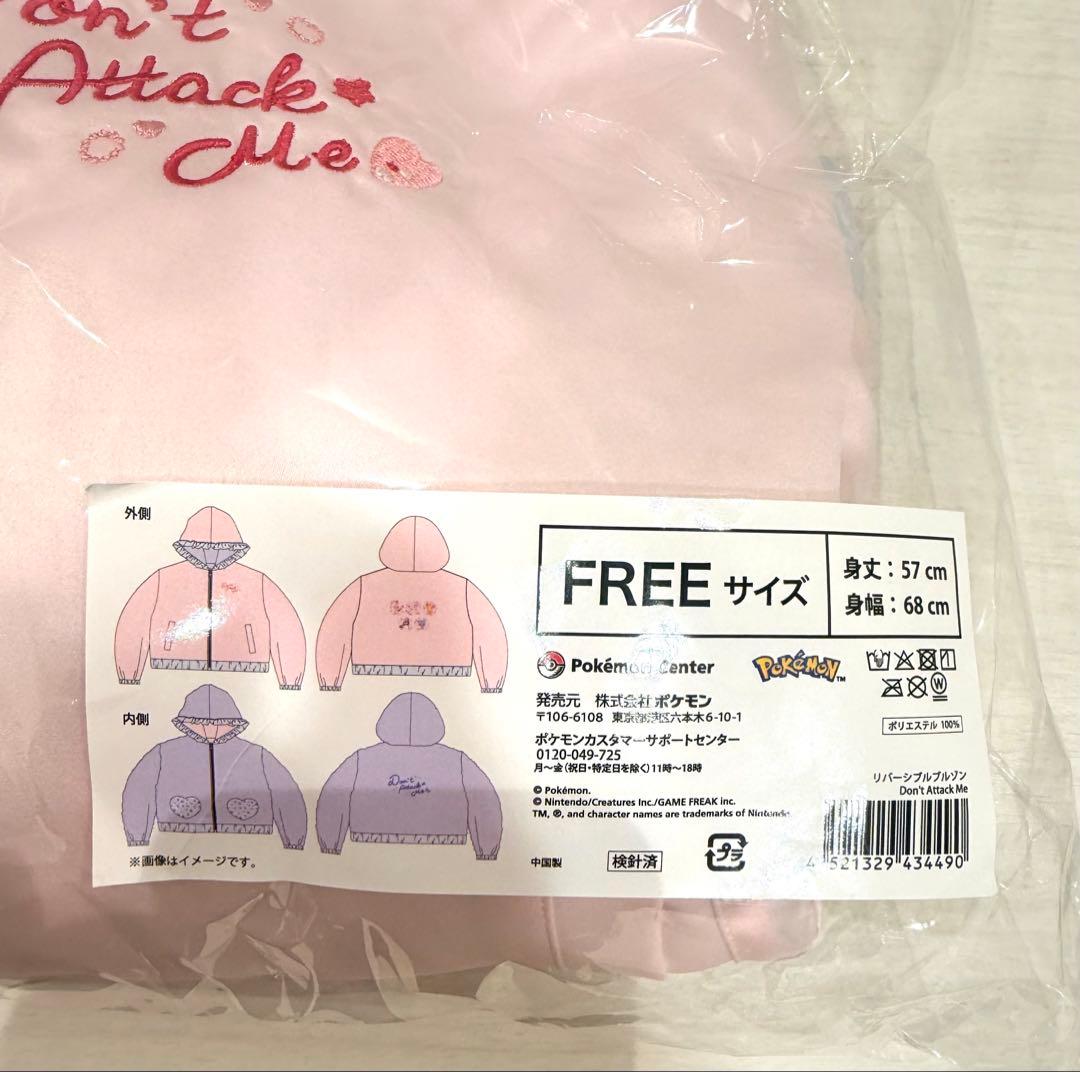 Don't
Attack
Me
外側
内側
Don't
Attack
Me
※画像はイメージです。
FREE サイズ
身丈：57 cm
身幅：68 cm
Pokémon Center
POKéMON™
発売元　株式会社 ポケモン
〒106-6108　東京都港区六本木6-10-1
ポケモンカスタマーサポートセンター
0120-049-725
月～金（祝日・特定日を除く）11時～18時
© Pokémon.
© Nintendo/Creatures Inc./GAME FREAK inc.
TM, ®, and character names are trademarks of Nintendo.
中国製
検針済
プラ
ポリエステル 100%
リバーシブルブルゾン
Don't Attack Me
4 521329 434490